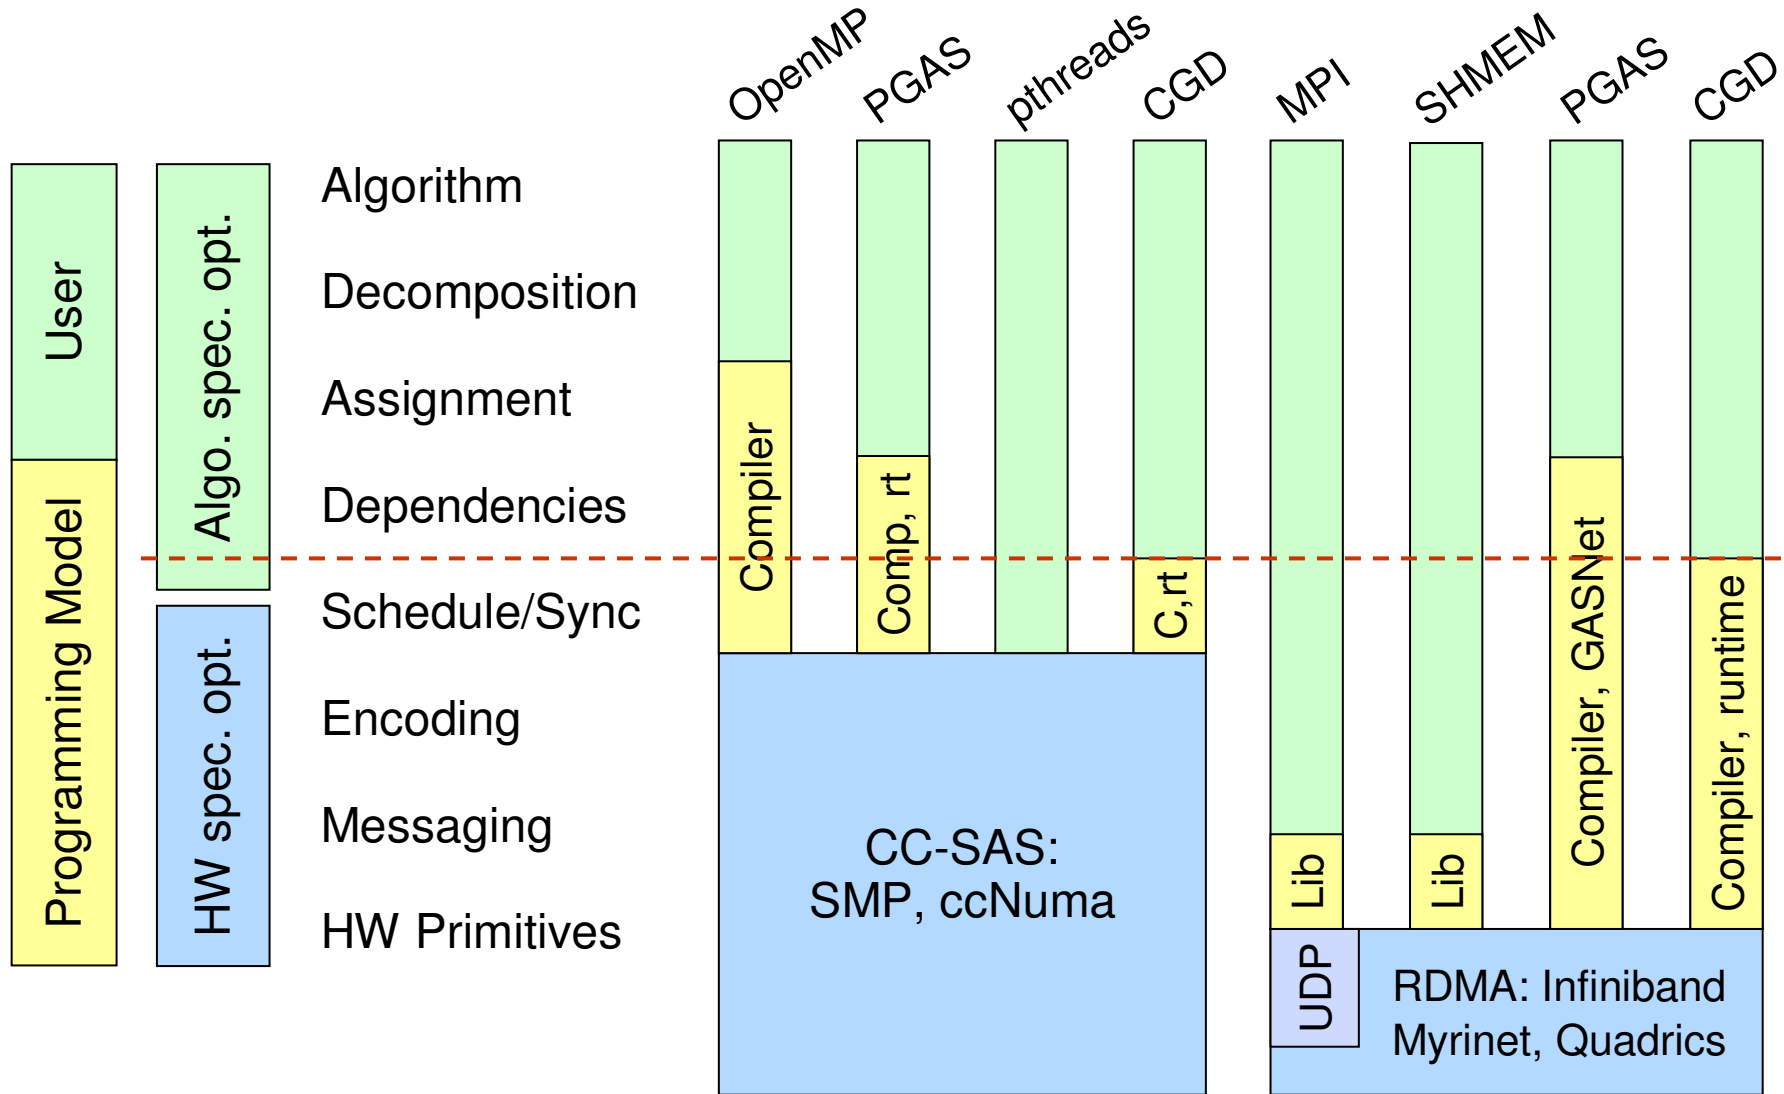 OpenMP
PGAS
pthreads
CGD
MPI
SHMEM
PGAS
CGD
User
Programming Model
Algo. spec. opt.
HW spec. opt.
Algorithm
Decomposition
Assignment
Dependencies
Schedule/Sync
Encoding
Messaging
HW Primitives
Compiler
Comp, rt
C,rt
Lib
Lib
Compiler, GASNet
Compiler, runtime
CC-SAS:
SMP, ccNuma
UDP
RDMA: Infiniband
Myrinet, Quadrics